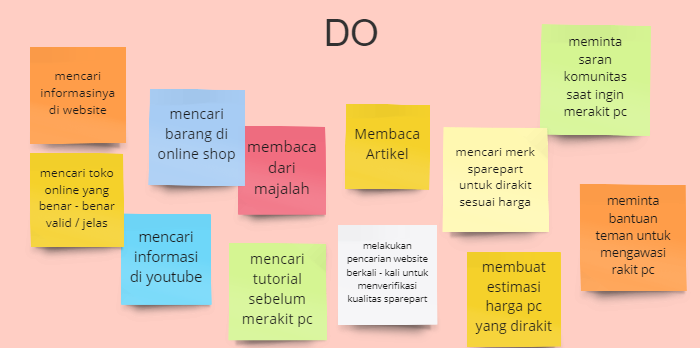 DO
mencari
informasinya
di website
mencari
barang di
online shop
membaca
dari
majalah
Membaca
Artikel
mencari merk
sparepart
untuk dirakit
sesuai harga
meminta
saran
komunitas
saat ingin
merakit pc
mencari toko
online yang
benar - benar
valid / jelas
mencari
informasi
di youtube
mencari
tutorial
sebelum
merakit pc
melakukan
pencarian website
berkali - kali untuk
menverifikasi
kualitas sparepart
membuat
estimasi
harga pc
yang dirakit
meminta
bantuan
teman untuk
mengawasi
rakit pc